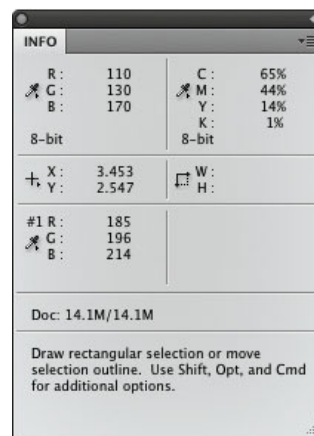 INFO
R : 110
G : 130
B : 170
8-bit
C : 65%
M : 44%
Y : 14%
K : 1%
8-bit
X : 3.453
Y : 2.547
W :
H :
#1 R : 185
G : 196
B : 214
Doc: 14.1M/14.1M
Draw rectangular selection or move
selection outline. Use Shift, Opt, and Cmd
for additional options.